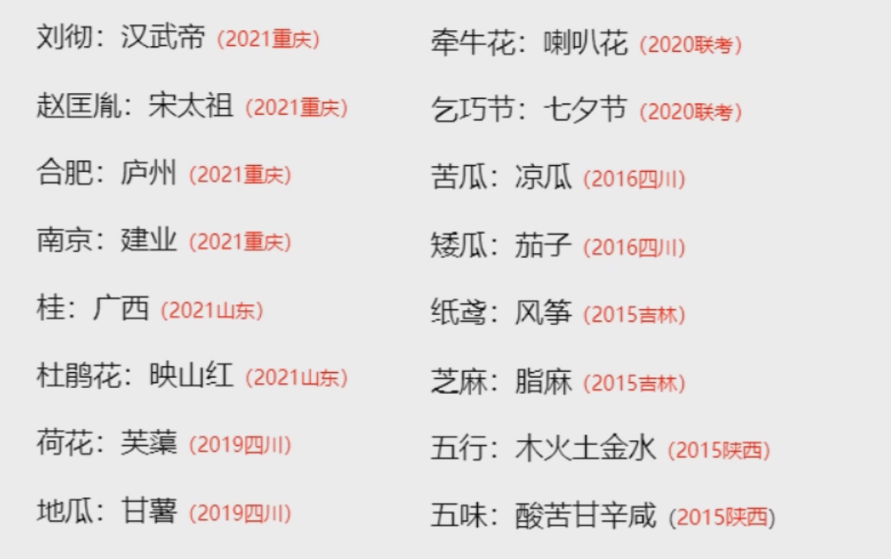 刘彻：汉武帝（2021重庆）
赵匡胤：宋太祖（2021重庆）
合肥：庐州（2021重庆）
南京：建业（2021重庆）
桂：广西（2021山东）
杜鹃花：映山红（2021山东）
荷花：芙蕖（2019四川）
地瓜：甘薯（2019四川）
牵牛花：喇叭花（2020联考）
乞巧节：七夕节（2020联考）
苦瓜：凉瓜（2016四川）
矮瓜：茄子（2016四川）
纸鸢：风筝（2015吉林）
芝麻：脂麻（2015吉林）
五行：木火土金水（2015陕西）
五味：酸苦甘辛咸（2015陕西）